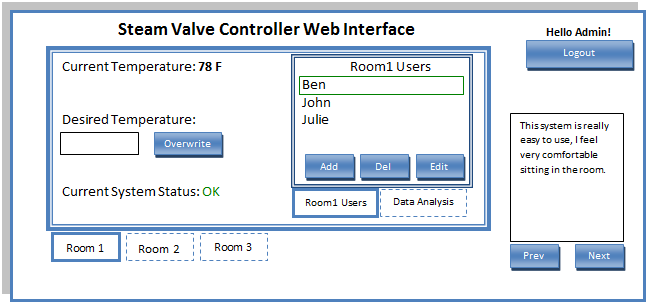 Steam Valve Controller Web Interface
Hello Admin!
Logout
Current Temperature: 78 F
Desired Temperature:
Overwrite
Current System Status: OK
Room1 Users
Ben
John
Julie
Add
Del
Edit
Room1 Users
Data Analysis
Room 1
Room 2
Room 3
This system is really
easy to use, I feel
very comfortable
sitting in the room.
Prev
Next